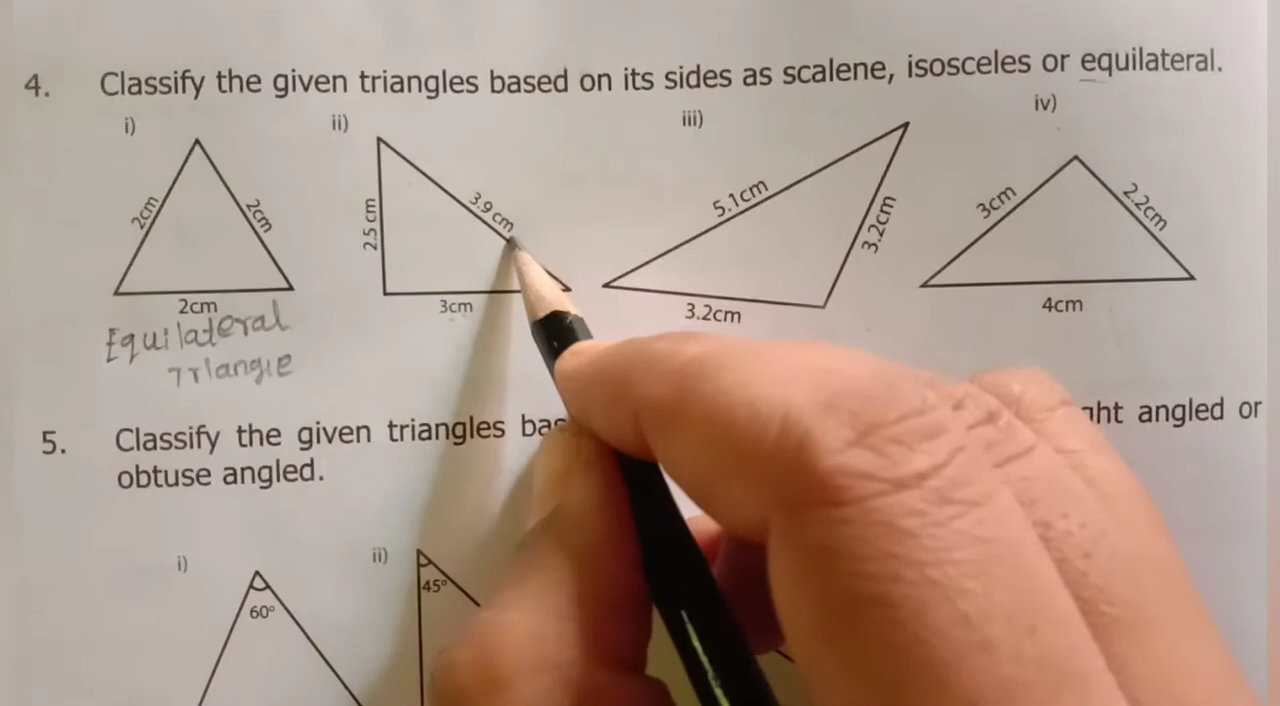 4. Classify the given triangles based on its sides as scalene, isosceles or equilateral.
i) ii) iii) iv)
2cm 2cm 2cm
2.5 cm 3.9 cm 3cm
5.1cm 3.2cm 3.2cm
3cm 2.2cm 4cm
Equilateral
Triangle
5. Classify the given triangles angled or
obtuse angled.
i) ii)
60° 45°